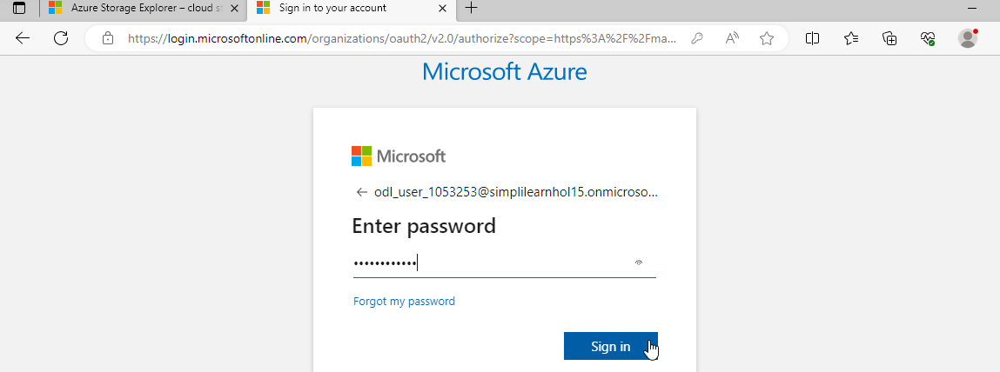 Azure Storage Explorer – cloud st
Sign in to your account
https://login.microsoftonline.com/organizations/oauth2/v2.0/authorize?scope=https%3A%2F%2Fma...
Microsoft Azure
Microsoft
odl_user_1053253@simplilearnhol15.onmicroso...
Enter password
••••••••••••
Forgot my password
Sign in